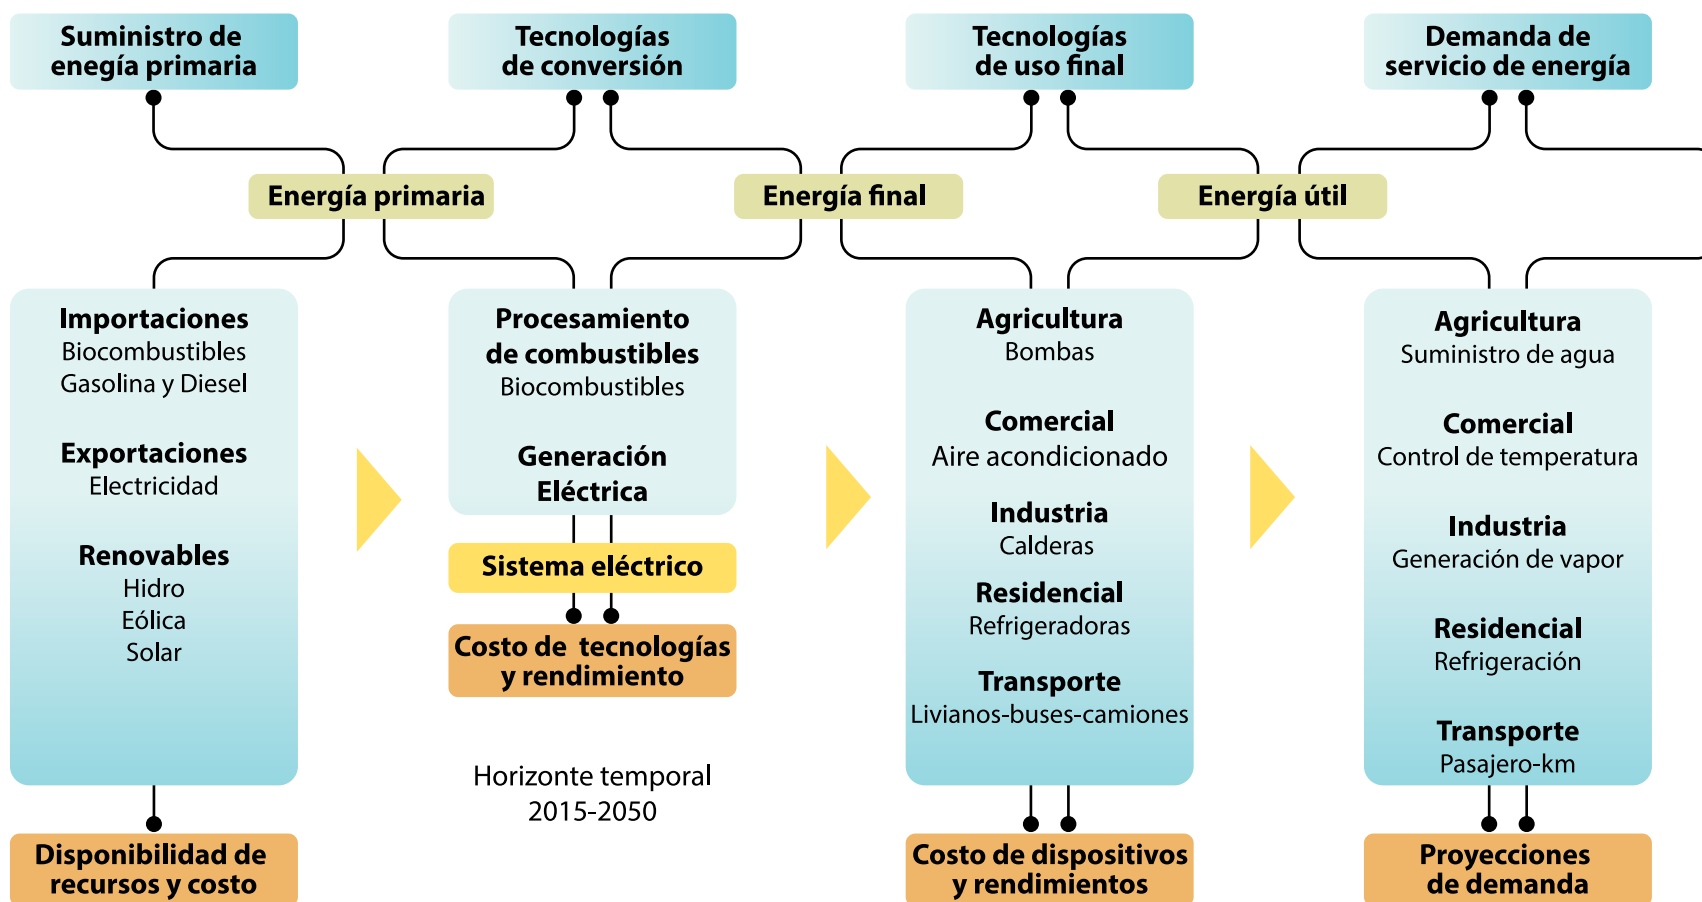 Suministro de
enegía primaria
Tecnologías
de conversión
Tecnologías
de uso final
Demanda de
servicio de energía
Energía primaria
Energía final
Energía útil
Importaciones
Biocombustibles
Gasolina y Diesel
Exportaciones
Electricidad
Renovables
Hidro
Eólica
Solar
Disponibilidad de
recursos y costo
Procesamiento
de combustibles
Biocombustibles
Generación
Eléctrica
Sistema eléctrico
Costo de tecnologías
y rendimiento
Horizonte temporal
2015-2050
Agricultura
Bombas
Comercial
Aire acondicionado
Industria
Calderas
Residencial
Refrigeradoras
Transporte
Livianos-buses-camiones
Costo de dispositivos
y rendimientos
Agricultura
Suministro de agua
Comercial
Control de temperatura
Industria
Generación de vapor
Residencial
Refrigeración
Transporte
Pasajero-km
Proyecciones
de demanda